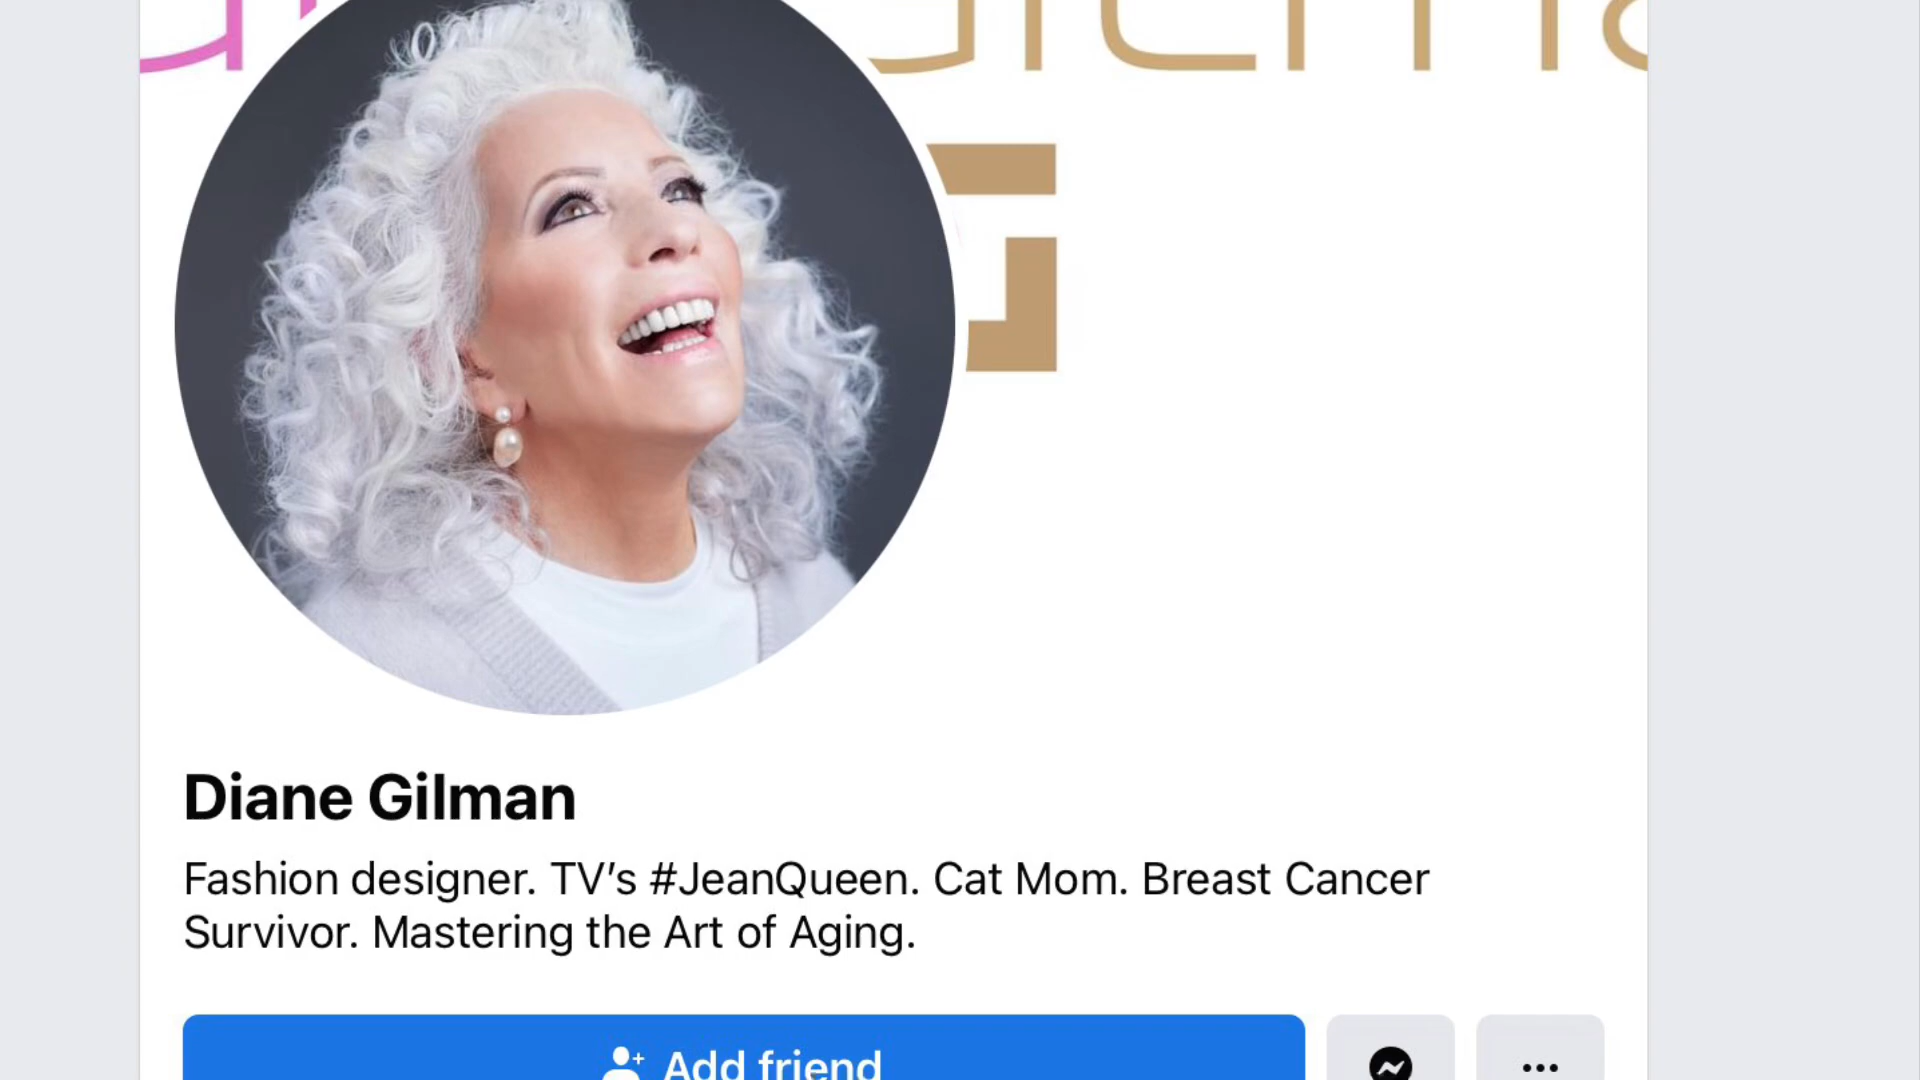 Diane Gilman
Fashion designer. TV’s #JeanQueen. Cat Mom. Breast Cancer
Survivor. Mastering the Art of Aging.
Add friend